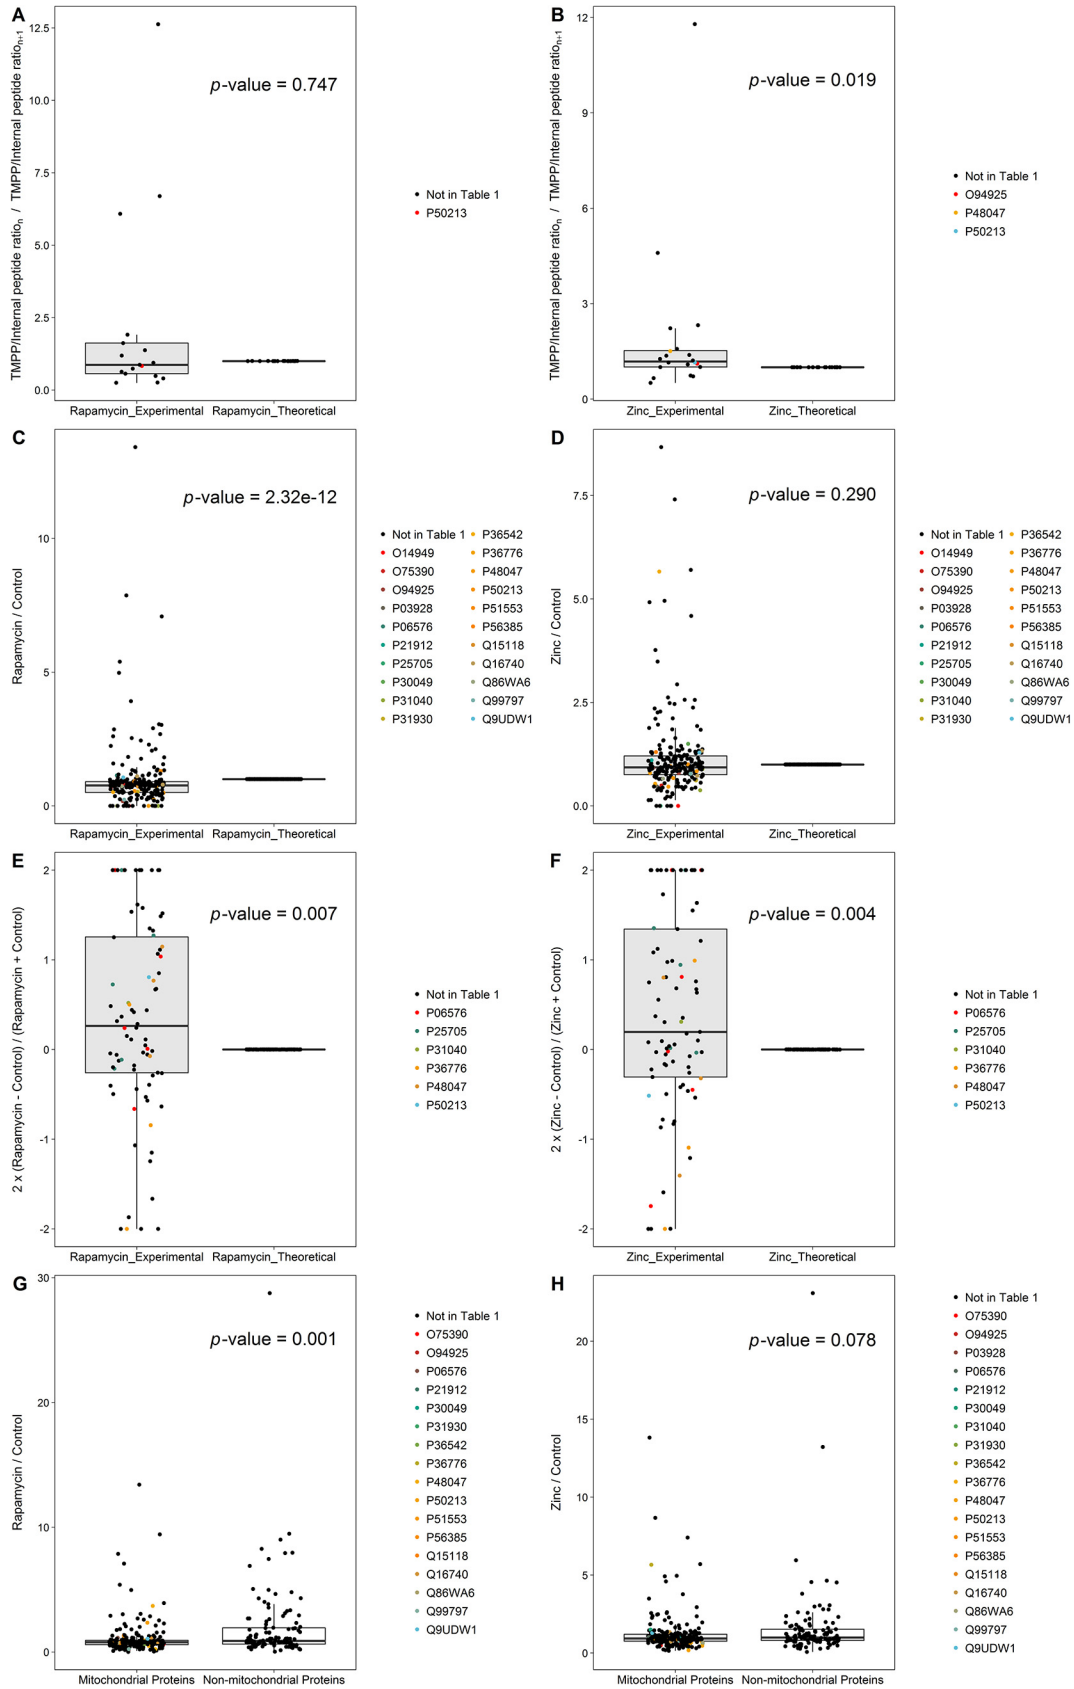 A
TMPP/Internal peptide ratioₙ / TMPP/Internal peptide ratioₙ₊₁
12.5
10.0
7.5
5.0
2.5
0.0
p-value = 0.747
Rapamycin_Experimental
Rapamycin_Theoretical
Not in Table 1
P50213
B
TMPP/Internal peptide ratioₙ / TMPP/Internal peptide ratioₙ₊₁
12
9
6
3
0
p-value = 0.019
Zinc_Experimental
Zinc_Theoretical
Not in Table 1
O94925
P48047
P50213
C
Rapamycin / Control
10
5
0
p-value = 2.32e-12
Rapamycin_Experimental
Rapamycin_Theoretical
Not in Table 1
O14949
O75390
O94925
P03928
P06576
P21912
P25705
P30049
P31040
P31930
P36542
P36776
P48047
P50213
P51553
P56385
Q15118
Q16740
Q86WA6
Q99797
Q9UDW1
D
Zinc / Control
7.5
5.0
2.5
0.0
p-value = 0.290
Zinc_Experimental
Zinc_Theoretical
Not in Table 1
O14949
O75390
O94925
P03928
P06576
P21912
P25705
P30049
P31040
P31930
P36542
P36776
P48047
P50213
P51553
P56385
Q15118
Q16740
Q86WA6
Q99797
Q9UDW1
E
2 x (Rapamycin - Control) / (Rapamycin + Control)
2
1
0
-1
-2
p-value = 0.007
Rapamycin_Experimental
Rapamycin_Theoretical
Not in Table 1
P06576
P25705
P31040
P36776
P48047
P50213
F
2 x (Zinc - Control) / (Zinc + Control)
2
1
0
-1
-2
p-value = 0.004
Zinc_Experimental
Zinc_Theoretical
Not in Table 1
P06576
P25705
P31040
P36776
P48047
P50213
G
Rapamycin / Control
30
20
10
0
p-value = 0.001
Mitochondrial Proteins
Non-mitochondrial Proteins
Not in Table 1
O75390
O94925
P06576
P21912
P30049
P31930
P36542
P36776
P48047
P50213
P51553
P56385
Q15118
Q16740
Q86WA6
Q99797
Q9UDW1
H
Zinc / Control
20
15
10
5
0
p-value = 0.078
Mitochondrial Proteins
Non-mitochondrial Proteins
Not in Table 1
O75390
O94925
P03928
P06576
P21912
P30049
P31040
P31930
P36542
P36776
P48047
P50213
P51553
P56385
Q15118
Q16740
Q86WA6
Q99797
Q9UDW1